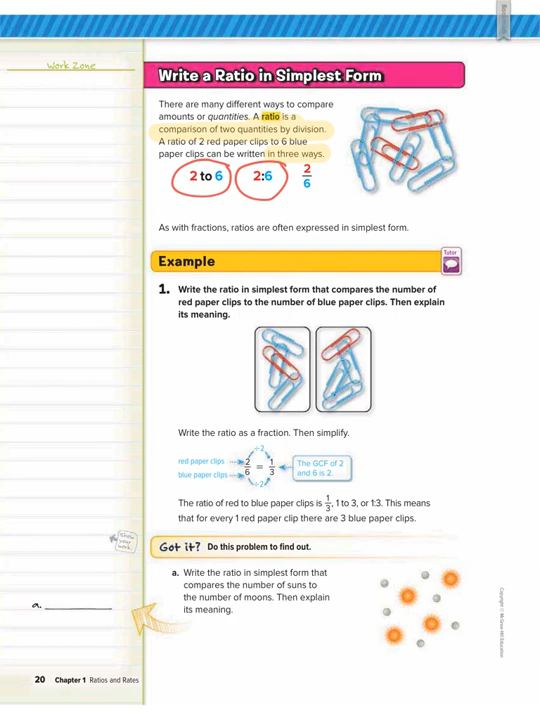 Work Zone
Write a Ratio in Simplest Form
There are many different ways to compare
amounts or quantities. A ratio is a
comparison of two quantities by division.
A ratio of 2 red paper clips to 6 blue
paper clips can be written in three ways.
2 to 6 2:6 2/6
As with fractions, ratios are often expressed in simplest form.
Example
Tutor
1. Write the ratio in simplest form that compares the number of
red paper clips to the number of blue paper clips. Then explain
its meaning.
Write the ratio as a fraction. Then simplify.
÷2
red paper clips 2/6 = 1/3 The GCF of 2
blue paper clips and 6 is 2.
÷2
The ratio of red to blue paper clips is 1/3, 1 to 3, or 1:3. This means
that for every 1 red paper clip there are 3 blue paper clips.
Show
your
work.
Got it? Do this problem to find out.
a. Write the ratio in simplest form that
compares the number of suns to
the number of moons. Then explain
its meaning.
a. ____________
Copyright © McGraw-Hill Education
20 Chapter 1 Ratios and Rates